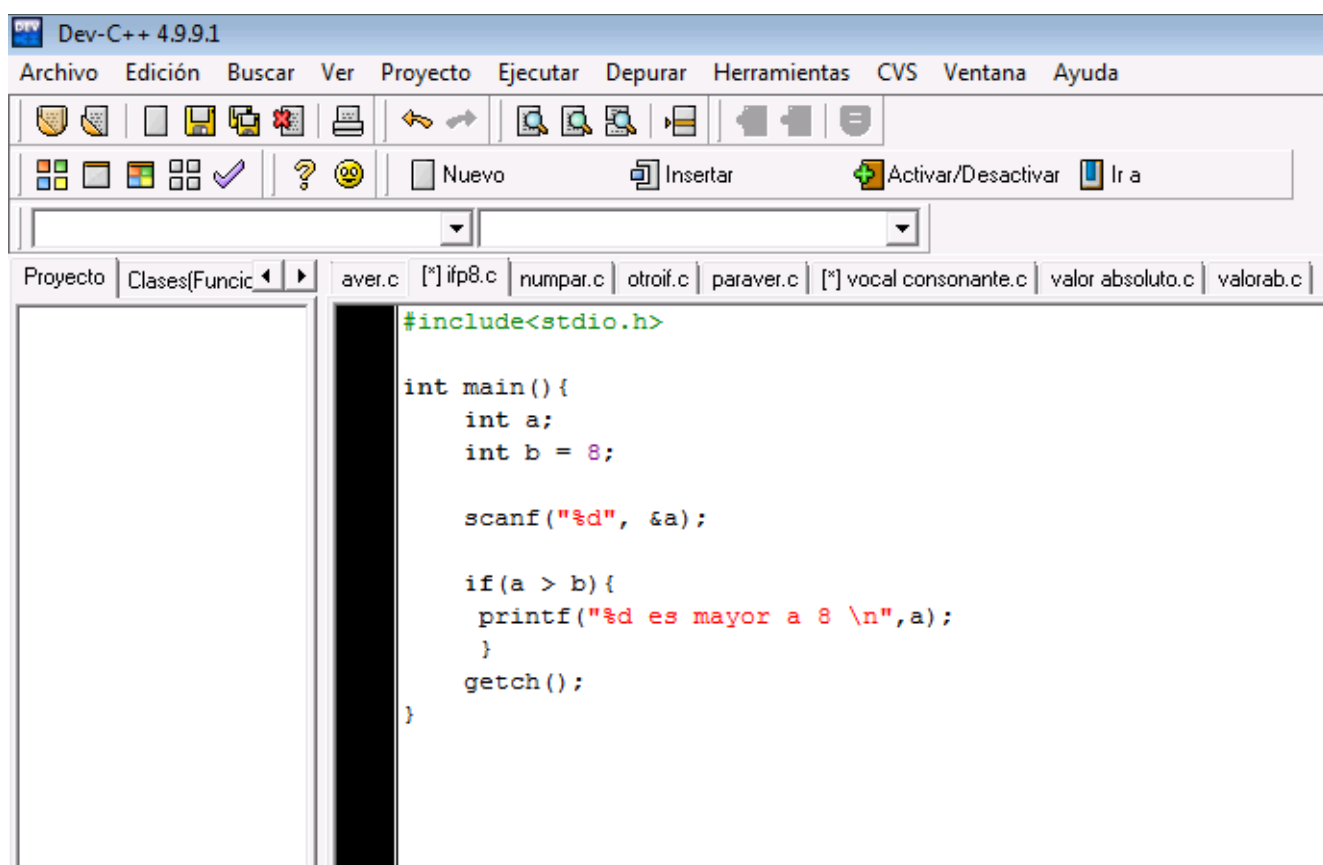 Dev-C++ 4.9.9.1
Archivo Edición Buscar Ver Proyecto Ejecutar Depurar Herramientas CVS Ventana Ayuda
Nuevo Insertar Activar/Desactivar Ir a
Proyecto Clases(Funcic aver.c [*] ifp8.c numpar.c otroif.c paraver.c [*] vocal consonante.c valor absoluto.c valorab.c
#include<stdio.h>
int main(){
    int a;
    int b = 8;
    scanf("%d", &a);
    if(a > b){
     printf("%d es mayor a 8 \n",a);
     }
    getch();
}